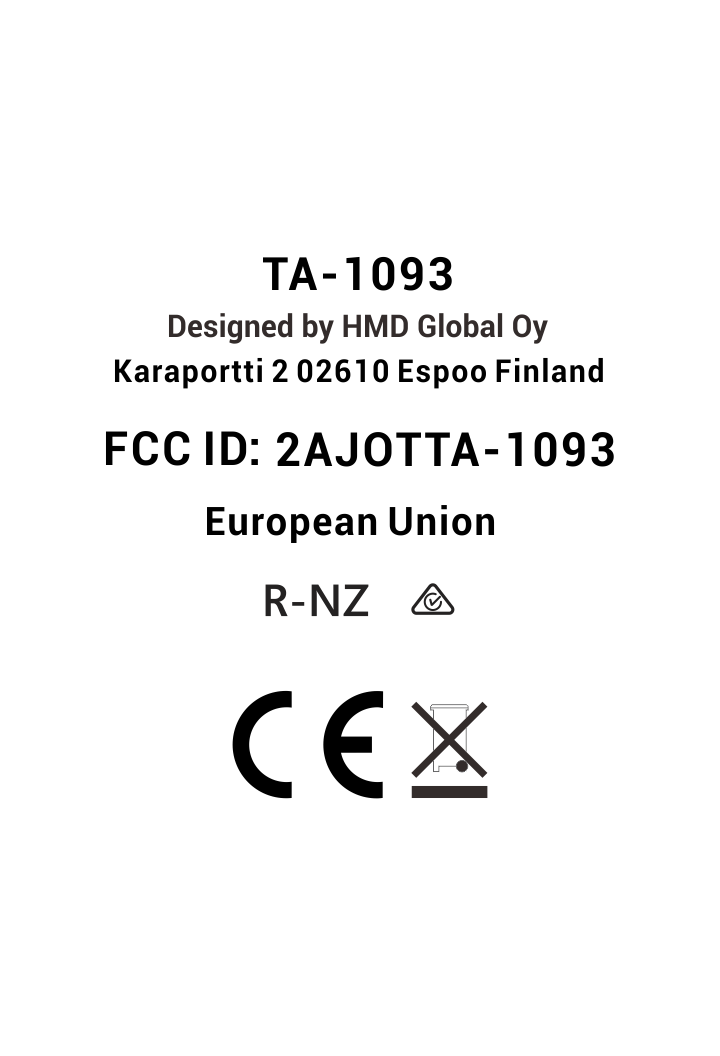 TA-1093
Designed by HMD Global Oy
Karaportti 2 02610 Espoo Finland
FCC ID: 2AJOTTA-1093
European Union
R-NZ
CE